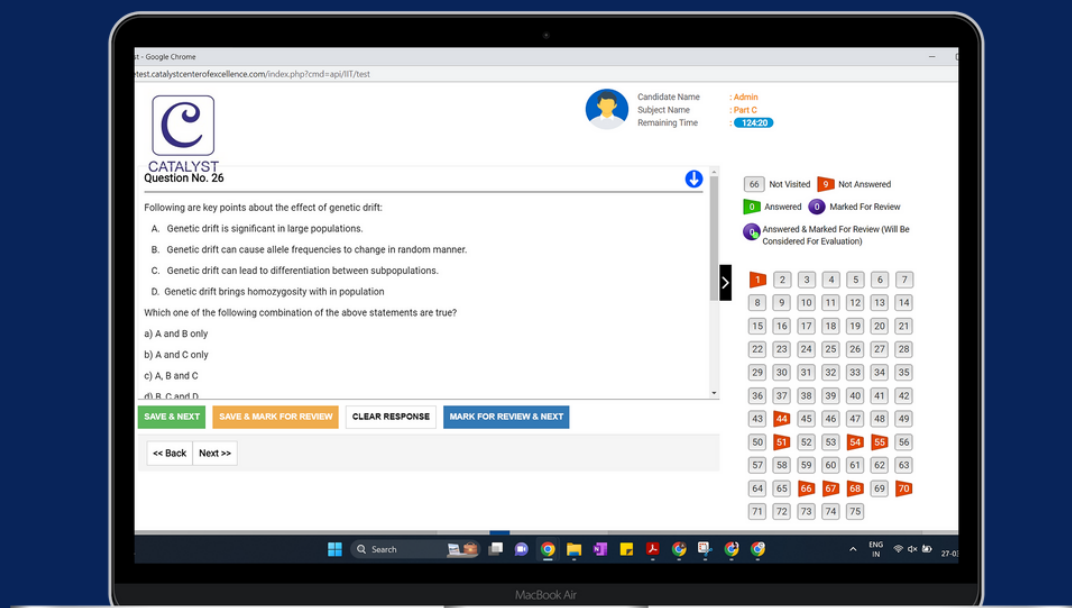 st - Google Chrome
test.catalystcenterofexcellence.com/index.php?cmd=api/IIT/test
C
CATALYST
Candidate Name : Admin
Subject Name : Part C
Remaining Time : 124:20
Question No. 26
Following are key points about the effect of genetic drift:
A. Genetic drift is significant in large populations.
B. Genetic drift can cause allele frequencies to change in random manner.
C. Genetic drift can lead to differentiation between subpopulations.
D. Genetic drift brings homozygosity with in population
Which one of the following combination of the above statements are true?
a) A and B only
b) A and C only
c) A, B and C
d) B, C and D
SAVE & NEXT SAVE & MARK FOR REVIEW CLEAR RESPONSE MARK FOR REVIEW & NEXT
<< Back Next >>
66 Not Visited 9 Not Answered
0 Answered 0 Marked For Review
0 Answered & Marked For Review (Will Be
Considered For Evaluation)
1 2 3 4 5 6 7
8 9 10 11 12 13 14
15 16 17 18 19 20 21
22 23 24 25 26 27 28
29 30 31 32 33 34 35
36 37 38 39 40 41 42
43 44 45 46 47 48 49
50 51 52 53 54 55 56
57 58 59 60 61 62 63
64 65 66 67 68 69 70
71 72 73 74 75
Search
ENG
IN
27-0
MacBook Air